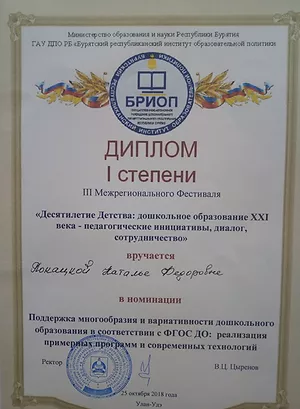 Министерство образования и науки Республики Бурятия
ГАУ ДПО РБ «Бурятский республиканский институт образовательной политики
БРИОП
ДИПЛОМ
I степени
III Межрегионального Фестиваля
«Десятилетие Детства: дошкольное образование XXI
века - педагогические инициативы, диалог,
сотрудничество»
вручается
Наталье Федоровне
в номинации
Поддержка многообразия и вариативности дошкольного
образования в соответствии с ФГОС ДО: реализация
примерных программ и современных технологий
Ректор
В.Ц. Цыренов
25 октября 2018 года
Улан-Удэ